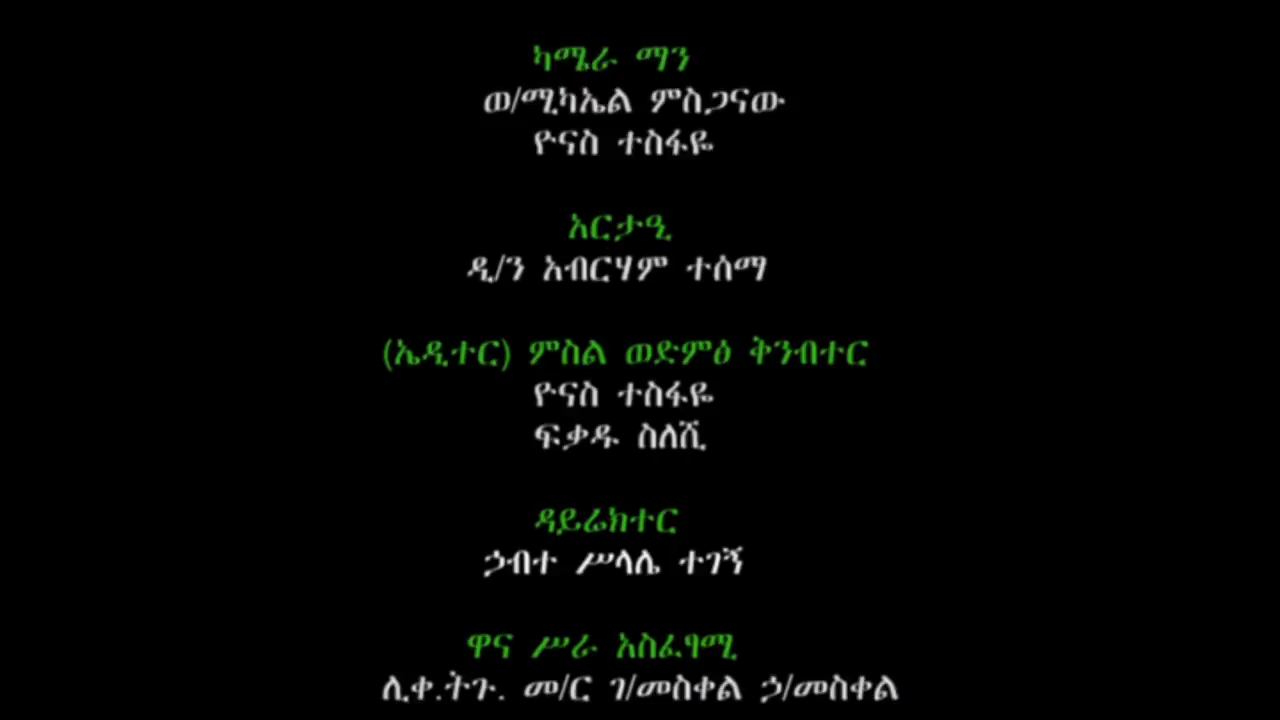 ካሜራ ማን
ወ/ሚካኤል ምስጋናው
ዮናስ ተስፋዬ
አርታዒ
ዲ/ን አብርሃም ተሰማ
(ኤዲተር) ምስል ወድምፅ ቅንብተር
ዮናስ ተስፋዬ
ፍቃዱ ስለሺ
ዳይሬክተር
ኃብተ ሥላሴ ተገኝ
ዋና ሥራ አስፈፃሚ
ሊቀ.ትጉ. መ/ር ገ/መስቀል ኃ/መስቀል